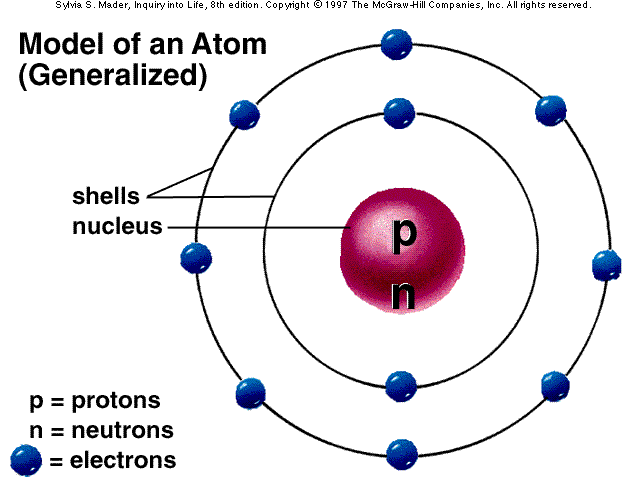 Sylvia S. Mader, Inquiry into Life, 8th edition. Copyright © 1997 The McGraw-Hill Companies, Inc. All rights reserved.
Model of an Atom
(Generalized)
shells
nucleus
p
n
p = protons
n = neutrons
= electrons